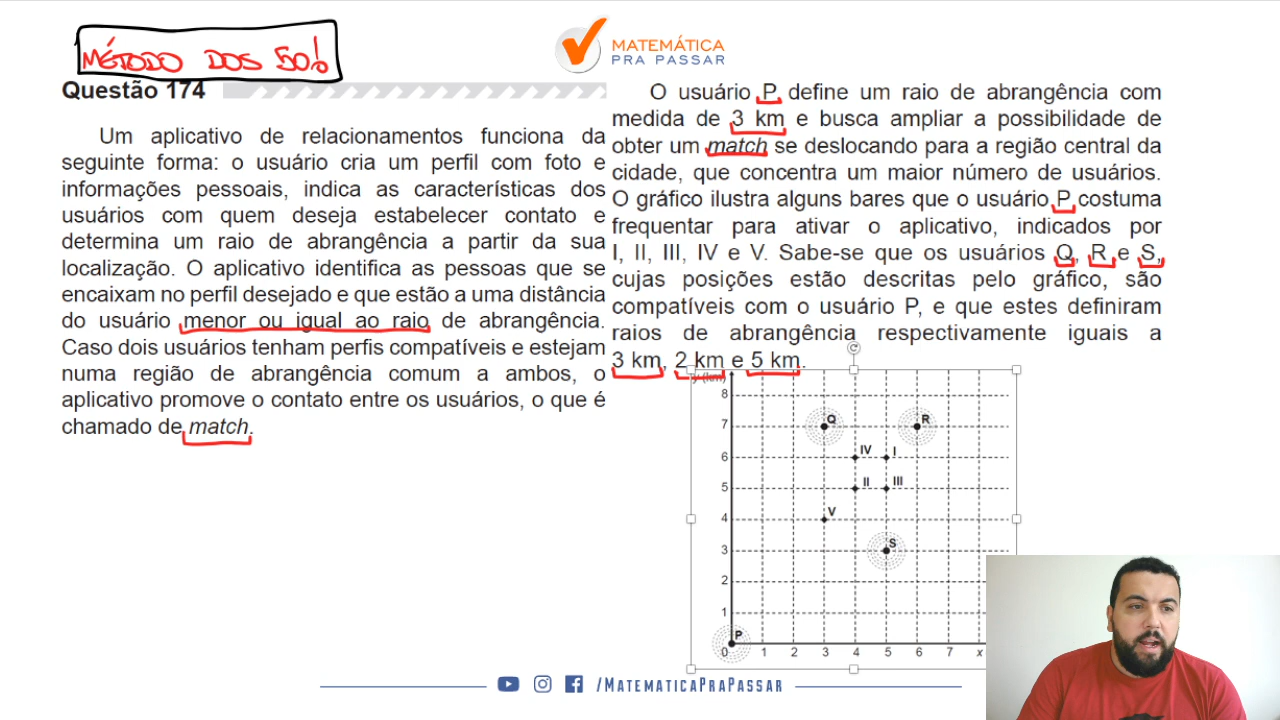 MÉTODO DOS 50!
MATEMÁTICA
PRA PASSAR
Questão 174
Um aplicativo de relacionamentos funciona da
seguinte forma: o usuário cria um perfil com foto e
informações pessoais, indica as características dos
usuários com quem deseja estabelecer contato e
determina um raio de abrangência a partir da sua
localização. O aplicativo identifica as pessoas que se
encaixam no perfil desejado e que estão a uma distância
do usuário menor ou igual ao raio de abrangência.
Caso dois usuários tenham perfis compatíveis e estejam
numa região de abrangência comum a ambos, o
aplicativo promove o contato entre os usuários, o que é
chamado de match.
O usuário P define um raio de abrangência com
medida de 3 km e busca ampliar a possibilidade de
obter um match se deslocando para a região central da
cidade, que concentra um maior número de usuários.
O gráfico ilustra alguns bares que o usuário P costuma
frequentar para ativar o aplicativo, indicados por
I, II, III, IV e V. Sabe-se que os usuários Q, R e S,
cujas posições estão descritas pelo gráfico, são
compatíveis com o usuário P, e que estes definiram
raios de abrangência respectivamente iguais a
3 km, 2 km e 5 km.
y (km)
8
7 Q R
6 IV I
5 II III
4 V
3 S
2
1
P
0 1 2 3 4 5 6 7 x
/MATEMATICAPRAPASSAR